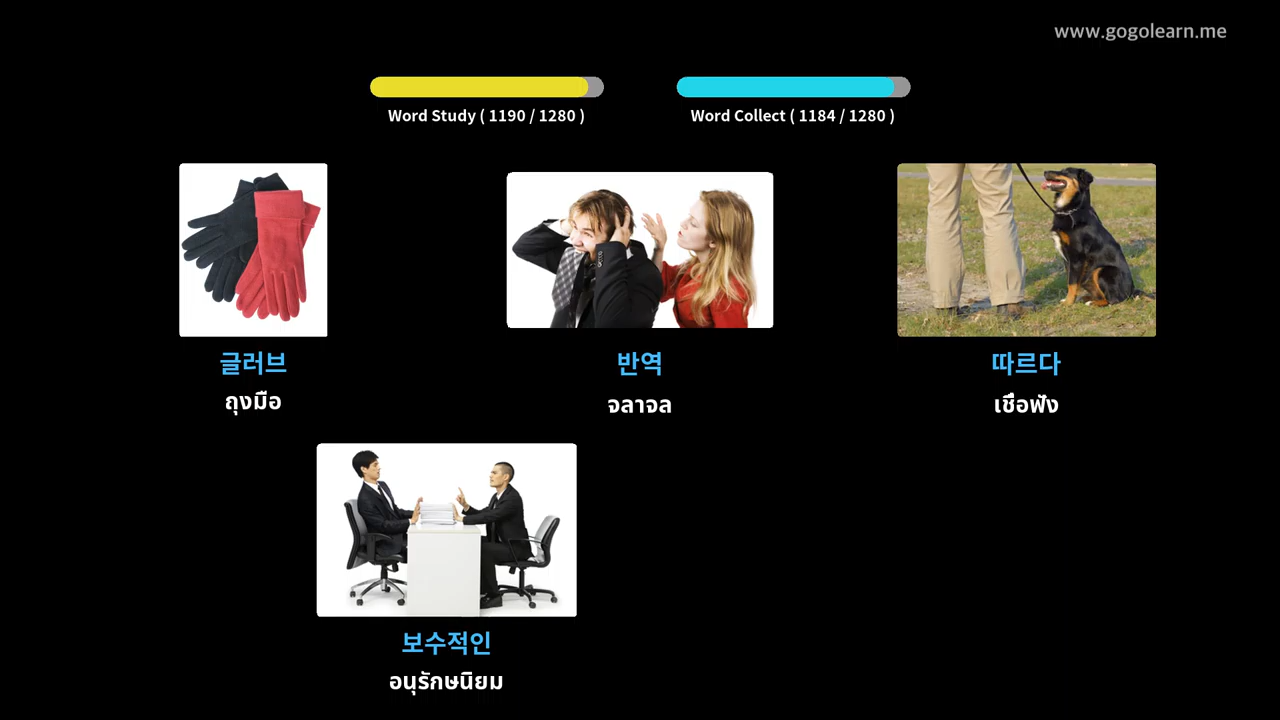 www.gogolearn.me
Word Study ( 1190 / 1280 )
Word Collect ( 1184 / 1280 )
글러브
ถุงมือ
반역
จลาจล
따르다
เชื่อฟัง
보수적인
อนุรักษนิยม